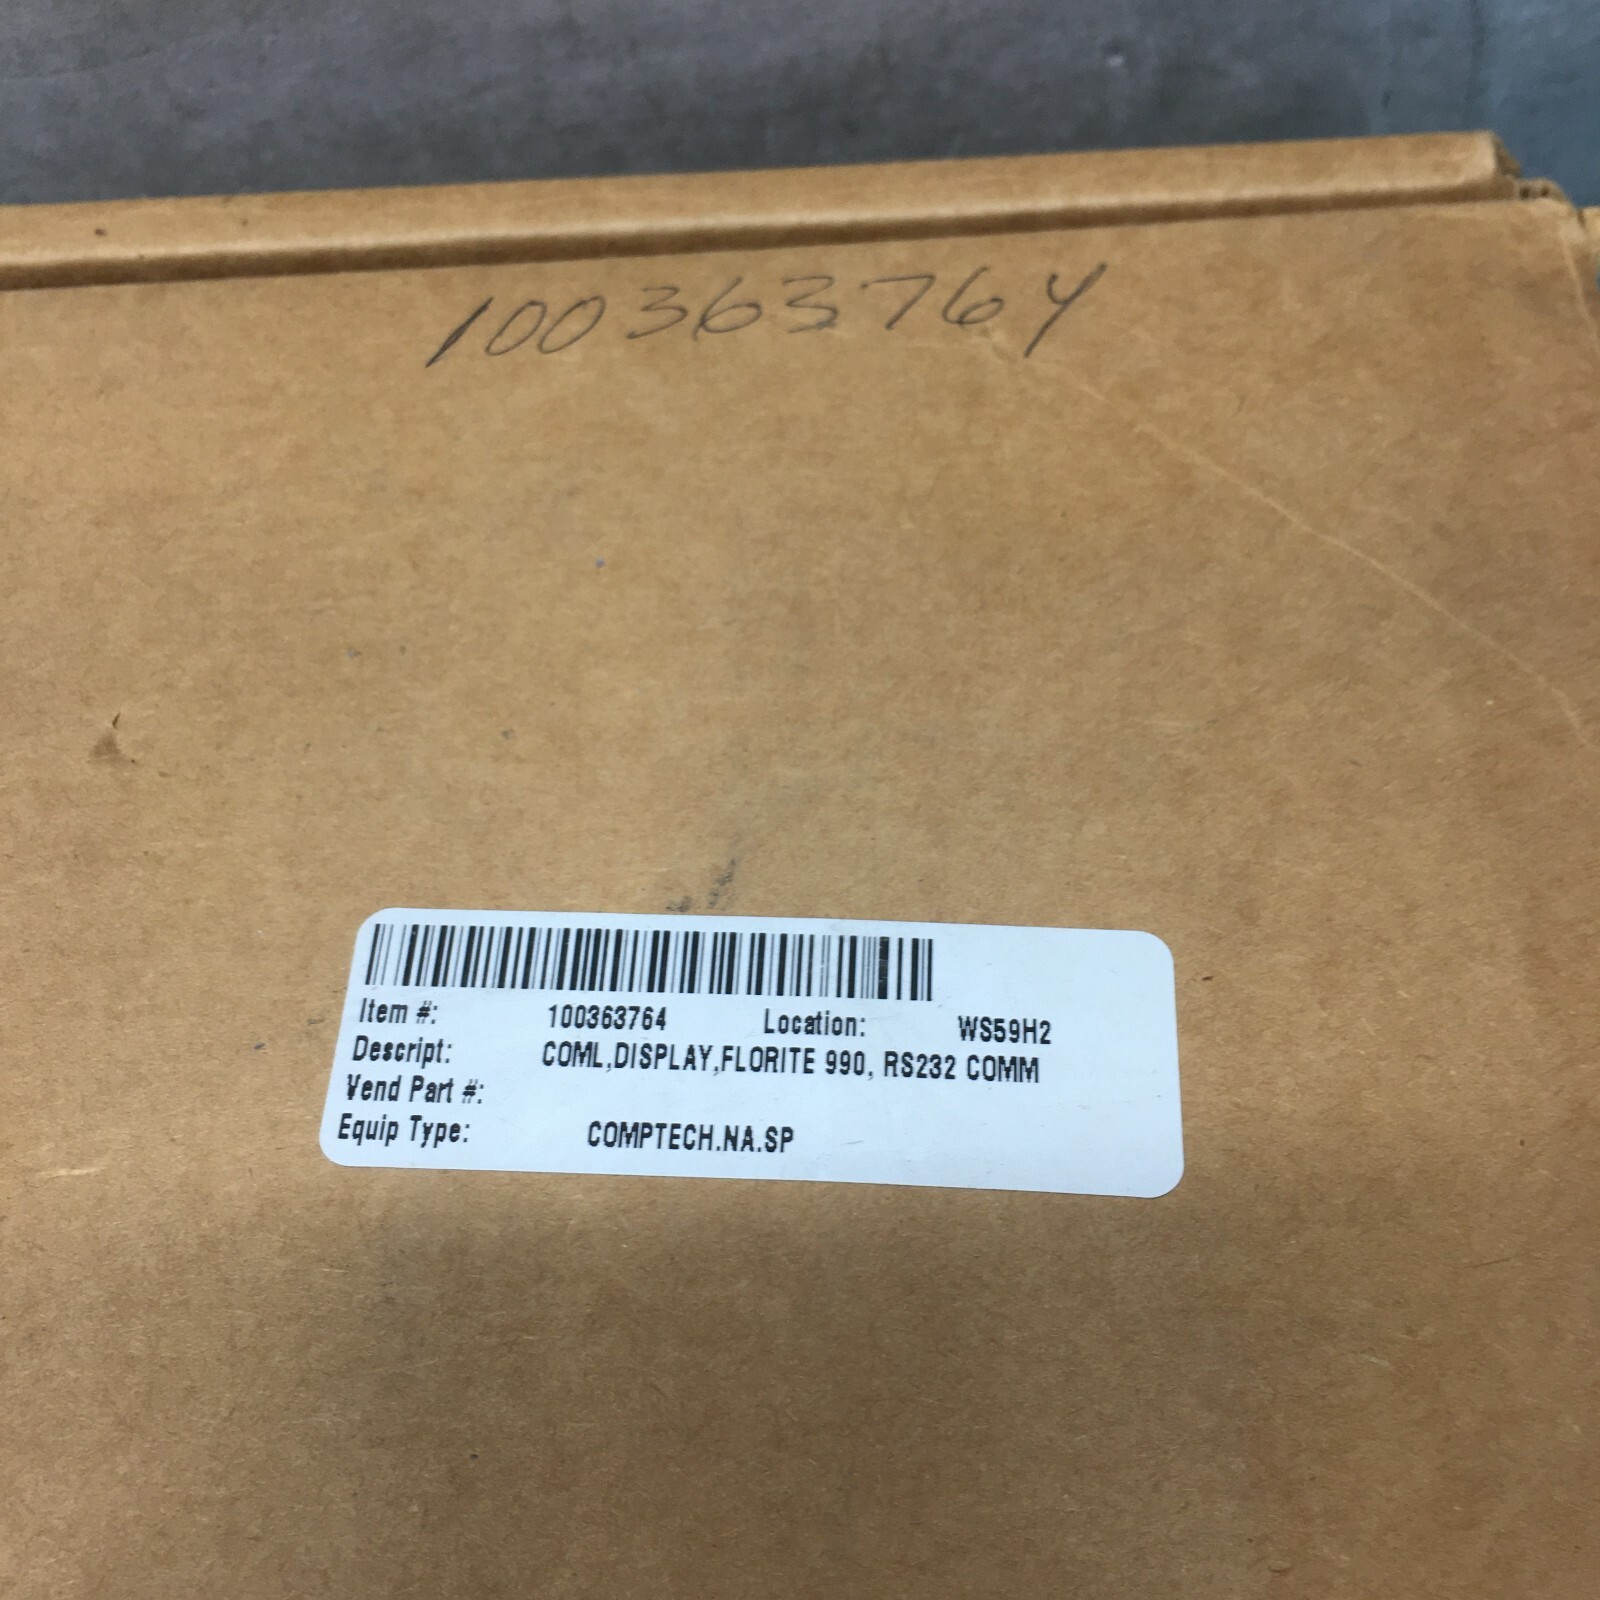 100363764
Item #: 100363764 Location: WS59H2
Descript: COML,DISPLAY,FLORITE 990, RS232 COMM
Vend Part #:
Equip Type: COMPTECH.NA.SP